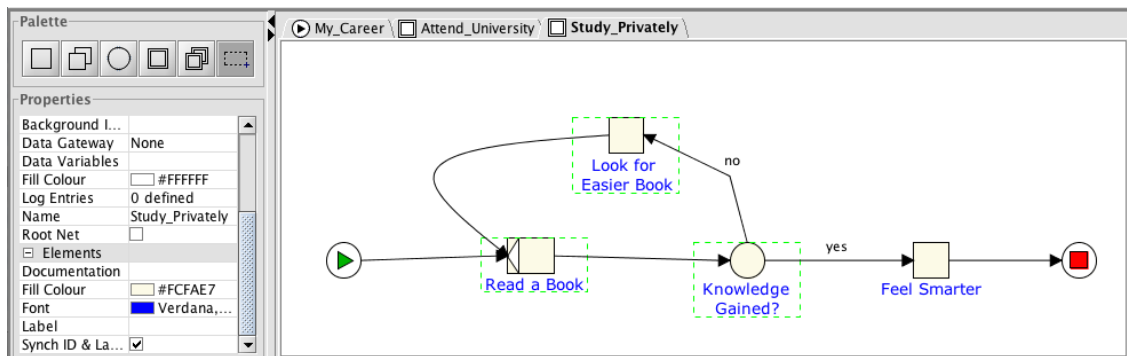 Palette
My_Career Attend_University Study_Privately
Properties
Background I...
Data Gateway None
Data Variables
Fill Colour #FFFFFF
Log Entries 0 defined
Name Study_Privately
Root Net
Elements
Documentation
Fill Colour #FCFAE7
Font Verdana,...
Label
Synch ID & La...
Look for
Easier Book
no
Read a Book
Knowledge
Gained?
yes
Feel Smarter